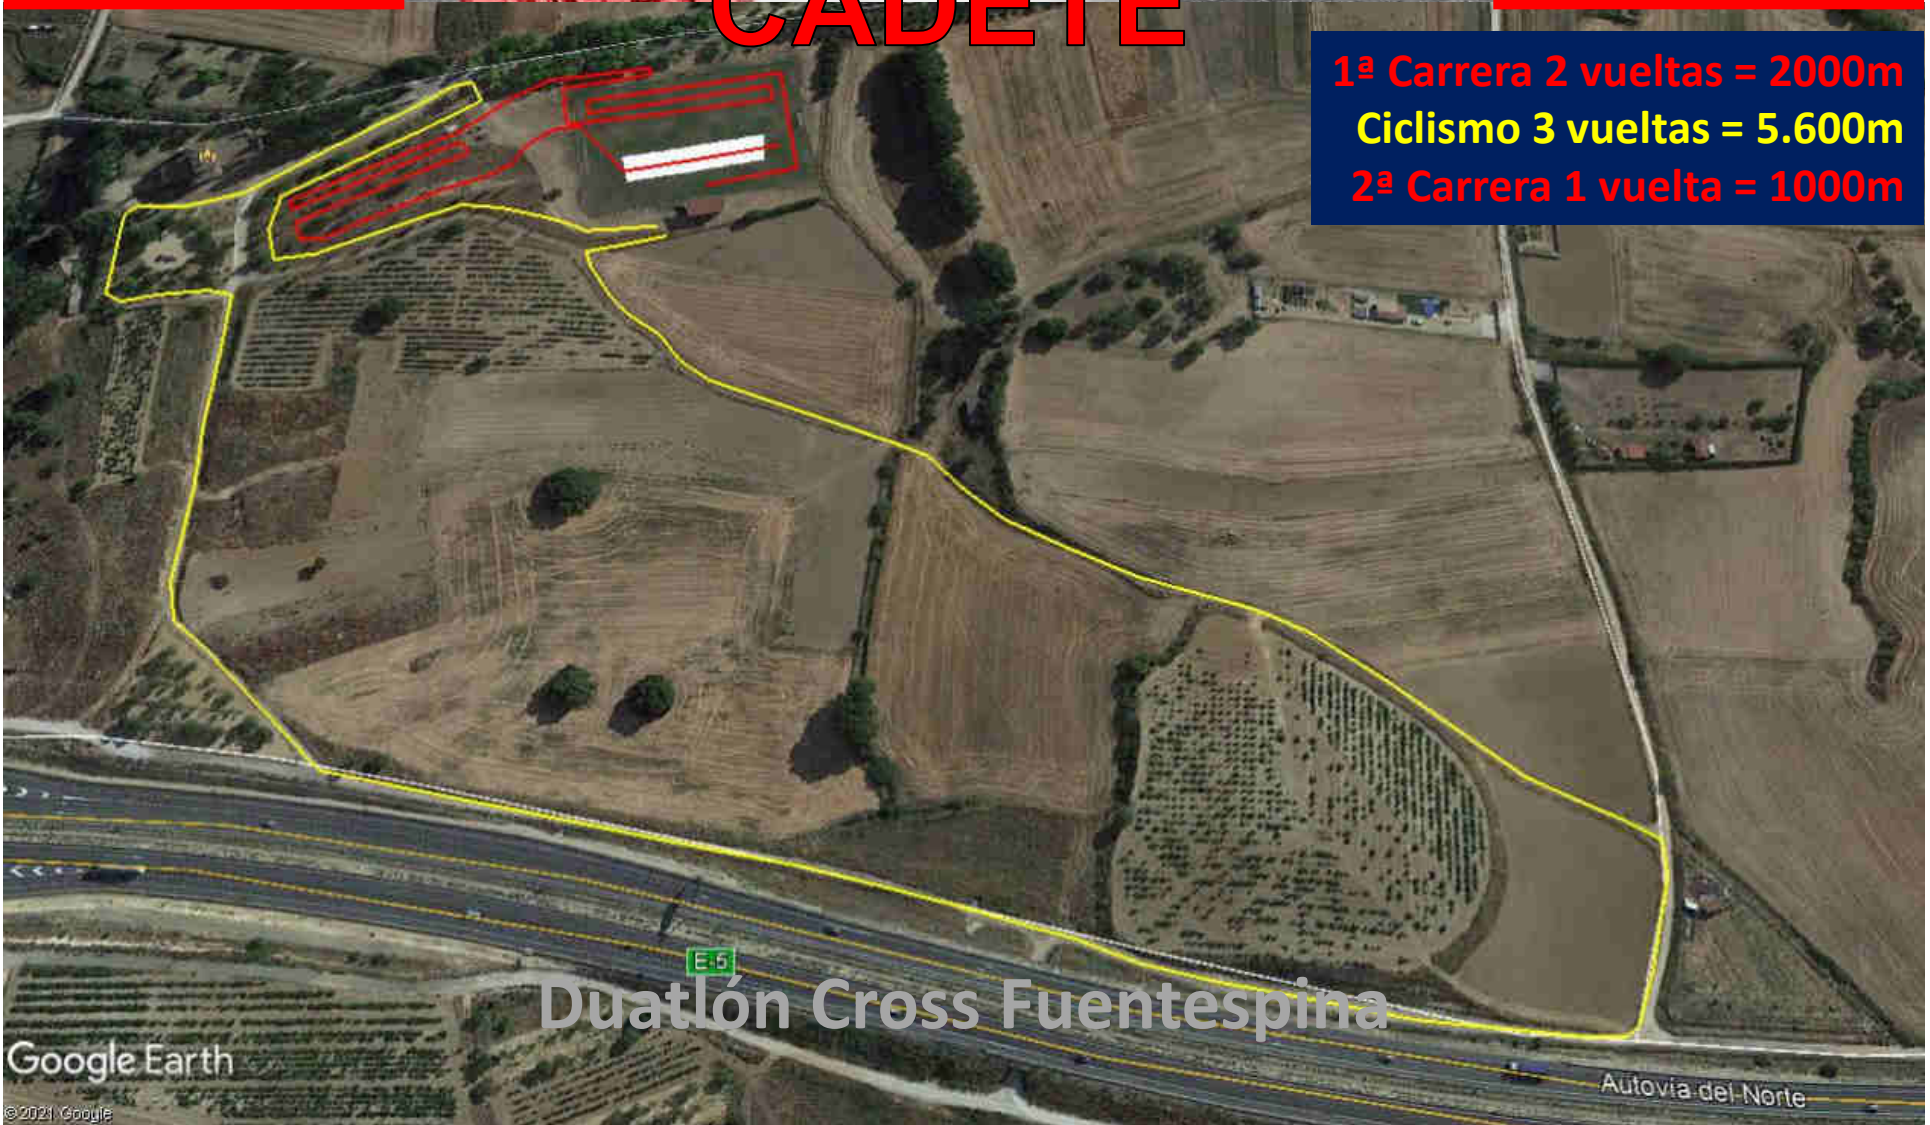 CADETE
1ª Carrera 2 vueltas = 2000m
Ciclismo 3 vueltas = 5.600m
2ª Carrera 1 vuelta = 1000m
E-5
Duatlón Cross Fuentespina
Google Earth
Autovía del Norte
©2021 Google